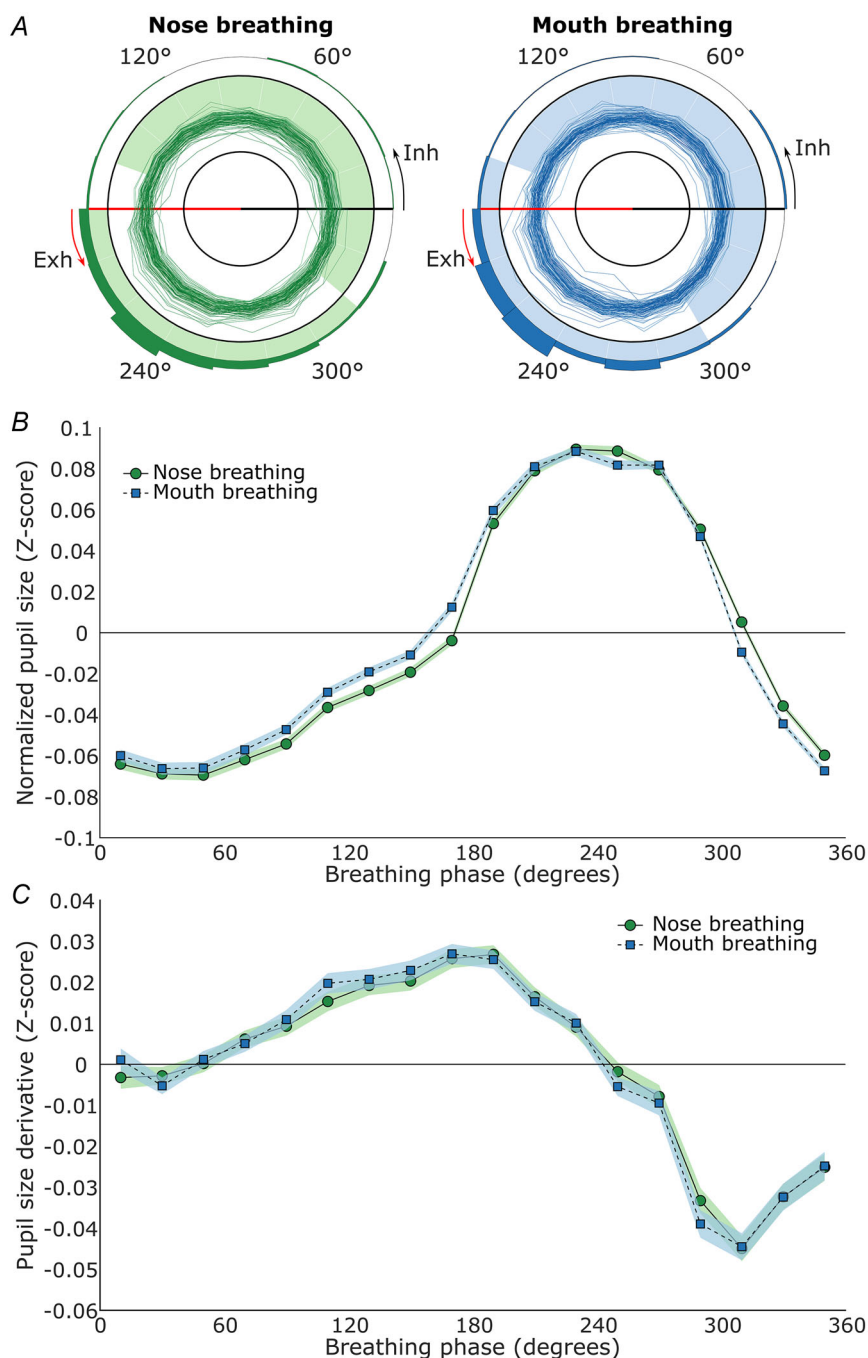 A
Nose breathing
Mouth breathing
120° 60°
120° 60°
Inh
Inh
Exh
Exh
240° 300°
240° 300°
B
Normalized pupil size (Z-score)
0.1
0.08
0.06
0.04
0.02
0
-0.02
-0.04
-0.06
-0.08
-0.1
Nose breathing
Mouth breathing
0 60 120 180 240 300 360
Breathing phase (degrees)
C
Pupil size derivative (Z-score)
0.04
0.03
0.02
0.01
0
-0.01
-0.02
-0.03
-0.04
-0.05
-0.06
Nose breathing
Mouth breathing
0 60 120 180 240 300 360
Breathing phase (degrees)